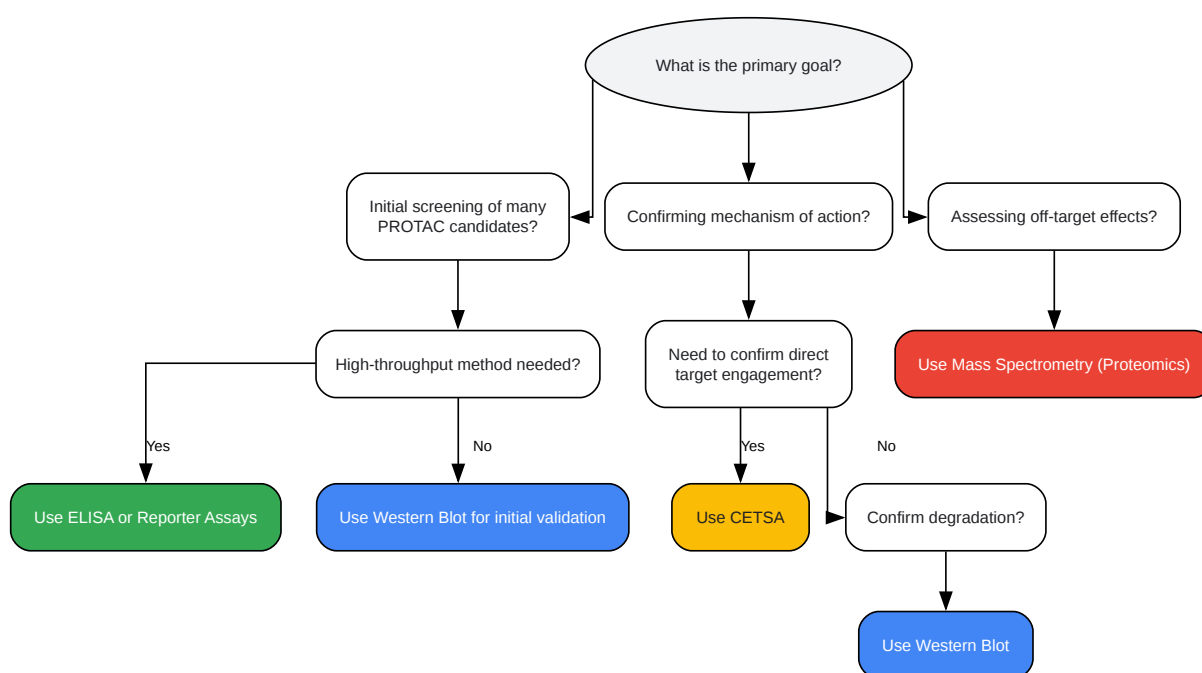 What is the primary goal?
Initial screening of many
PROTAC candidates?
Confirming mechanism of action?
Assessing off-target effects?
High-throughput method needed?
Need to confirm direct
target engagement?
Use Mass Spectrometry (Proteomics)
Yes
No
Yes
No
Use ELISA or Reporter Assays
Use Western Blot for initial validation
Use CETSA
Confirm degradation?
Use Western Blot